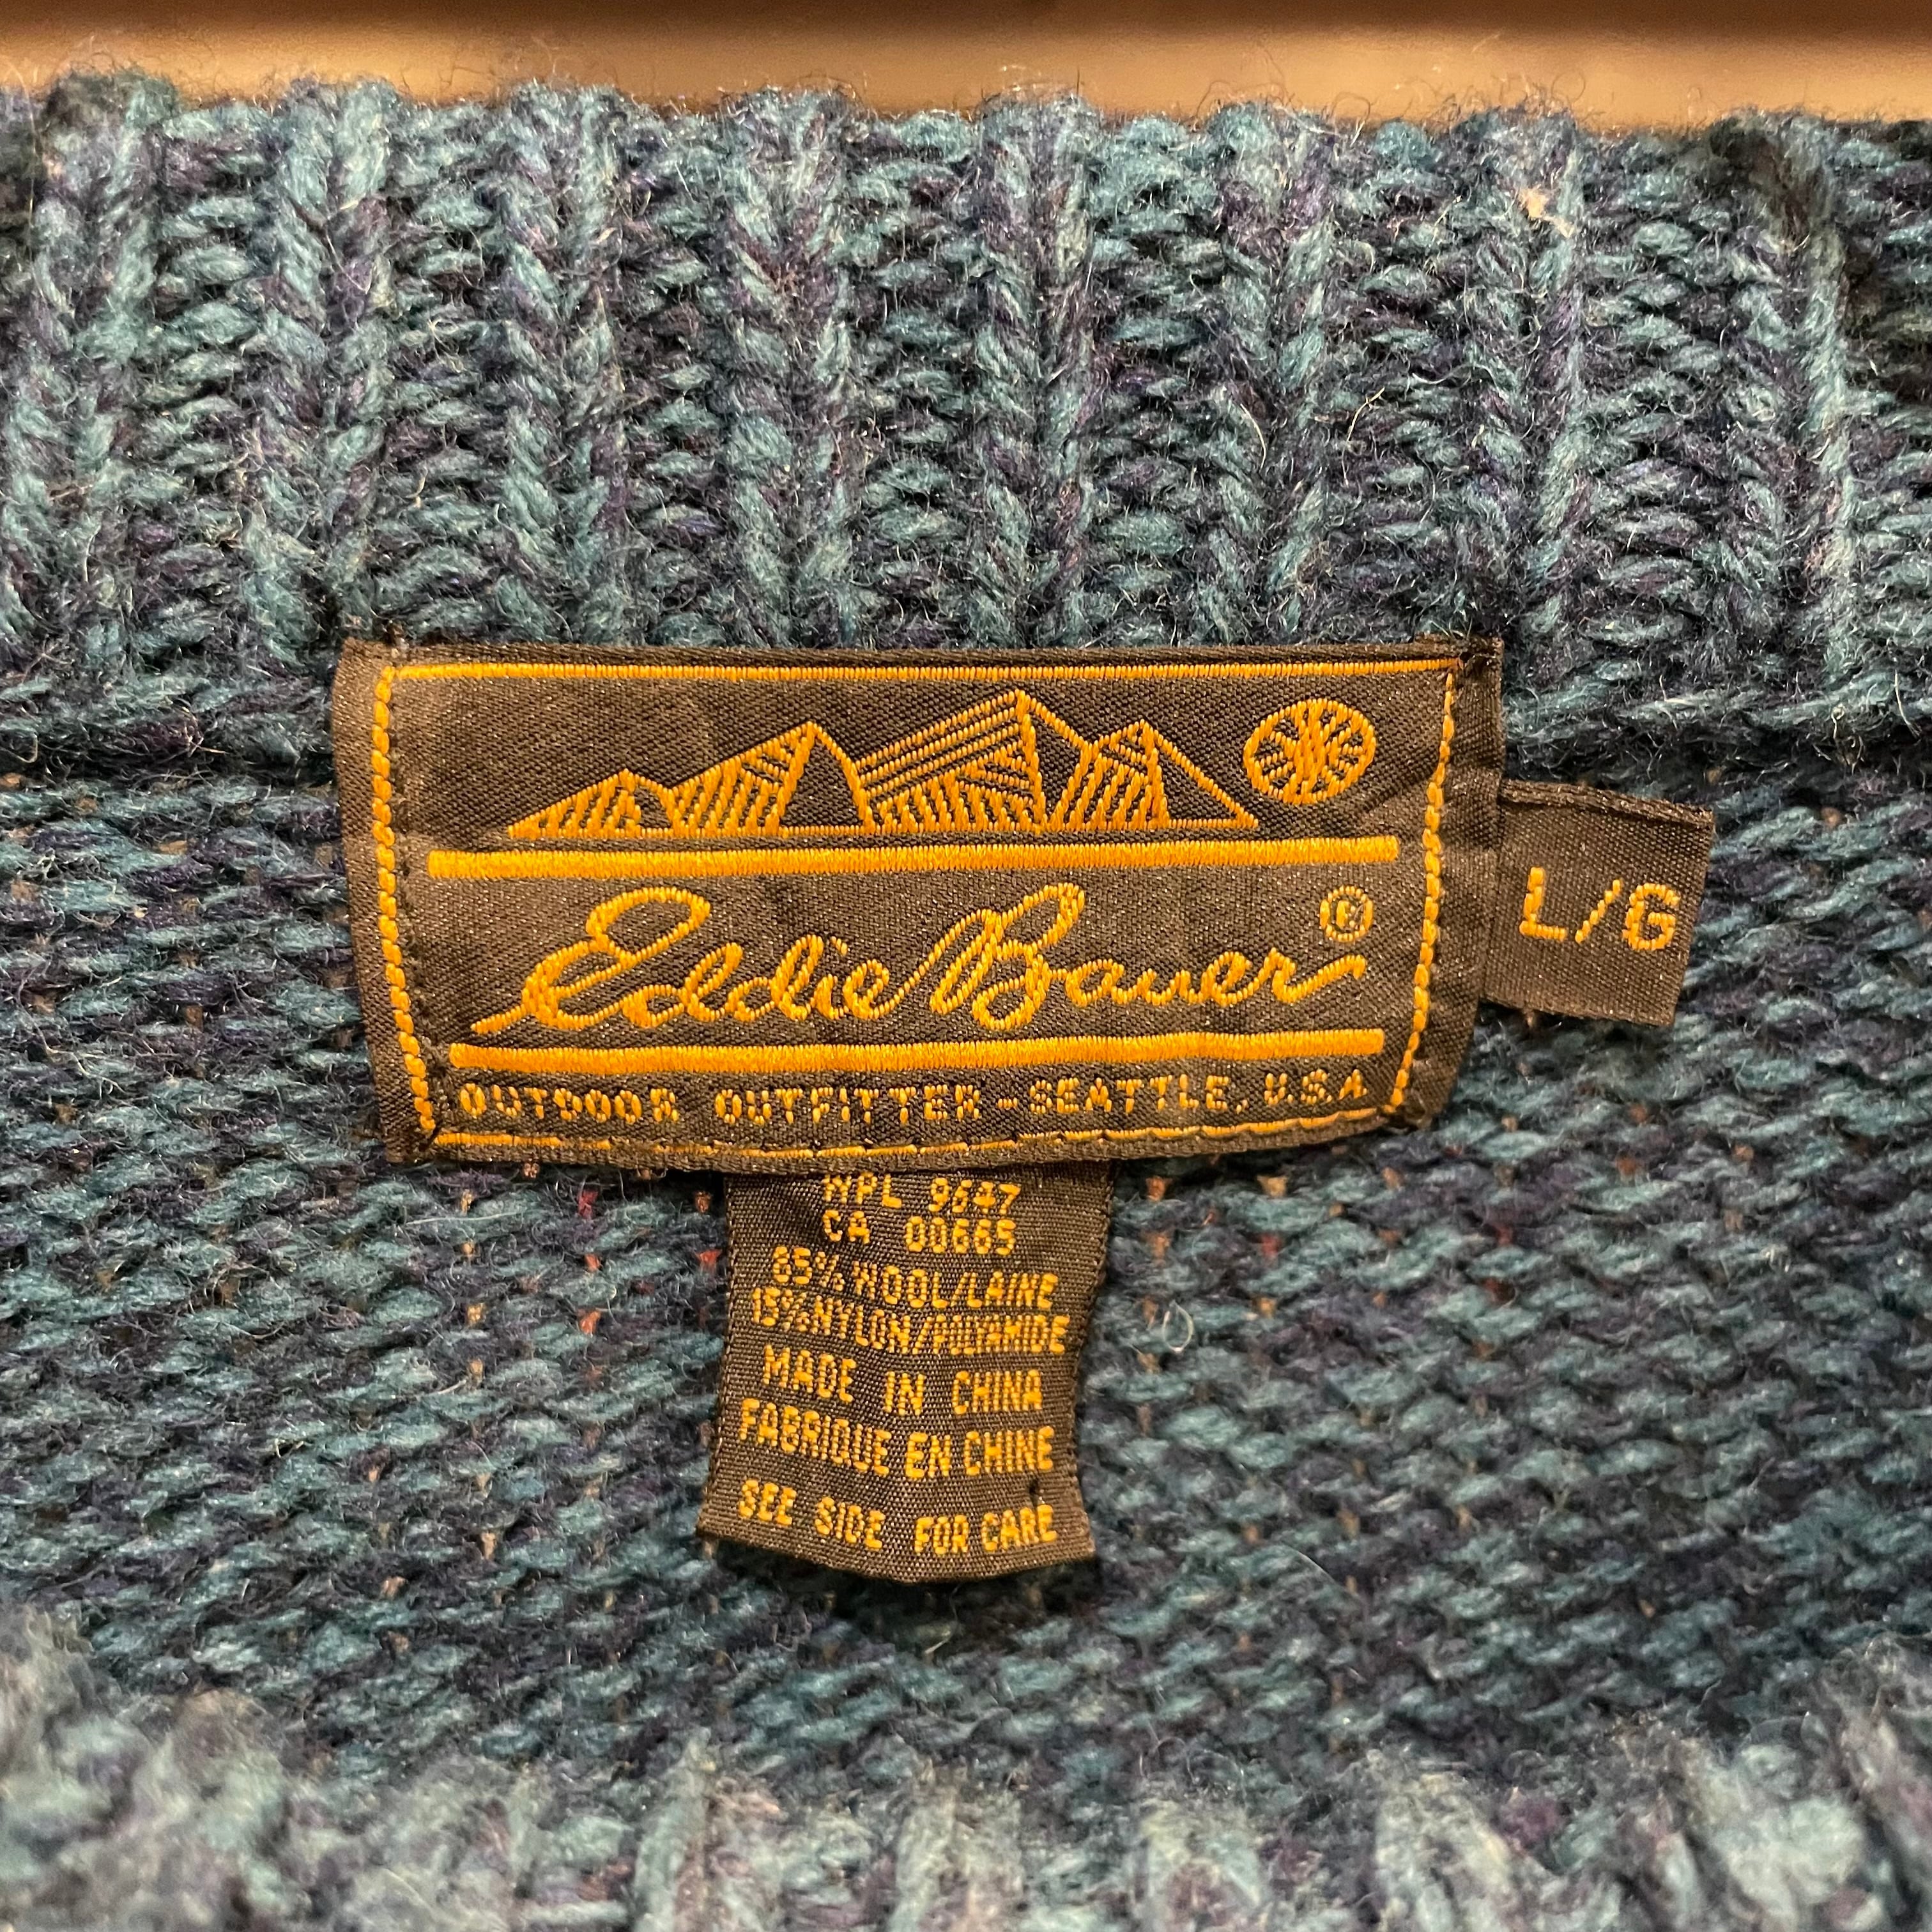 Eddie Bauer ®
L/G
OUTDOOR OUTFITTER - SEATTLE, U.S.A
WPL 9647
CA 00665
85% WOOL/LAINE
15% NYLON/POLYAMIDE
MADE IN CHINA
FABRIQUE EN CHINE
SEE SIDE FOR CARE